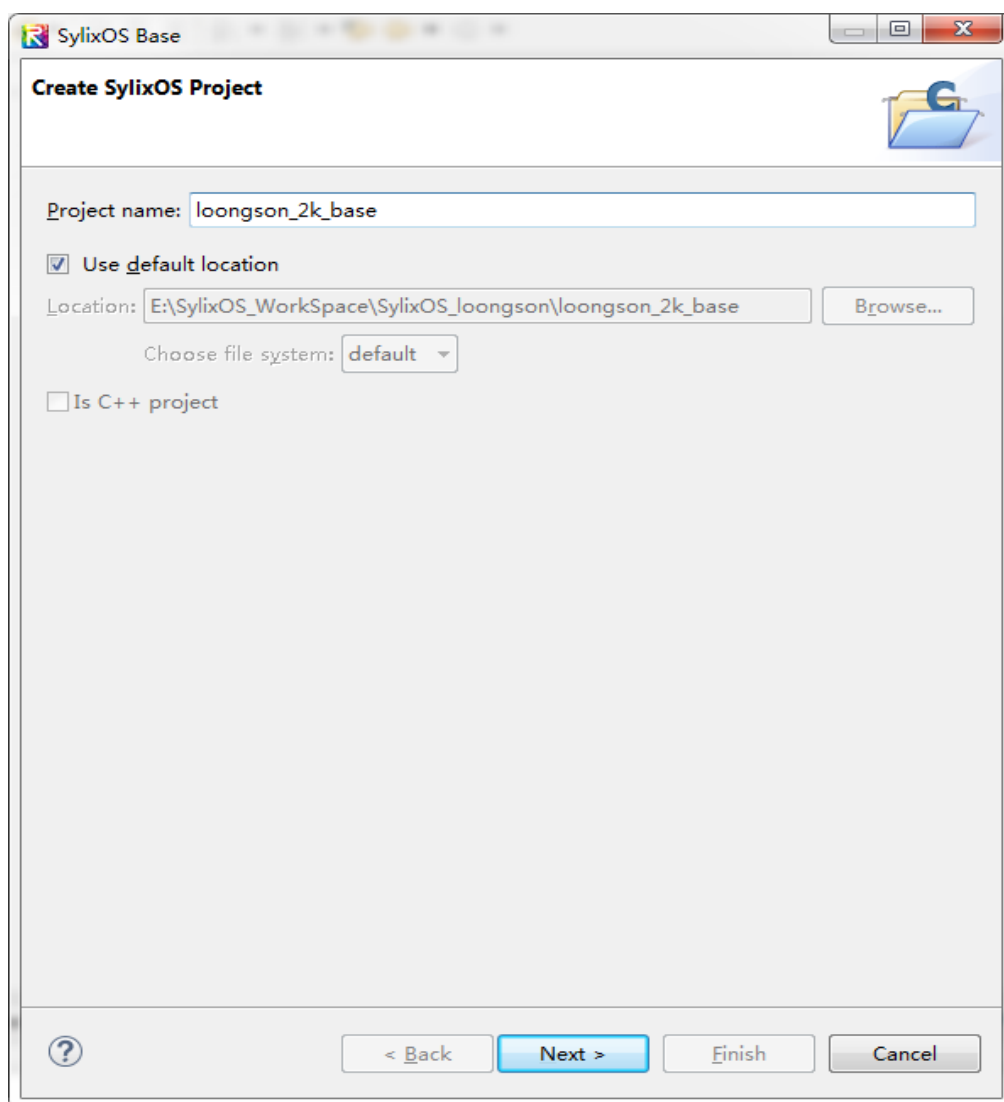 SylixOS Base
Create SylixOS Project
Project name: loongson_2k_base
Use default location
Location: E:\SylixOS_WorkSpace\SylixOS_loongson\loongson_2k_base Browse...
Choose file system: default
Is C++ project
< Back Next > Finish Cancel